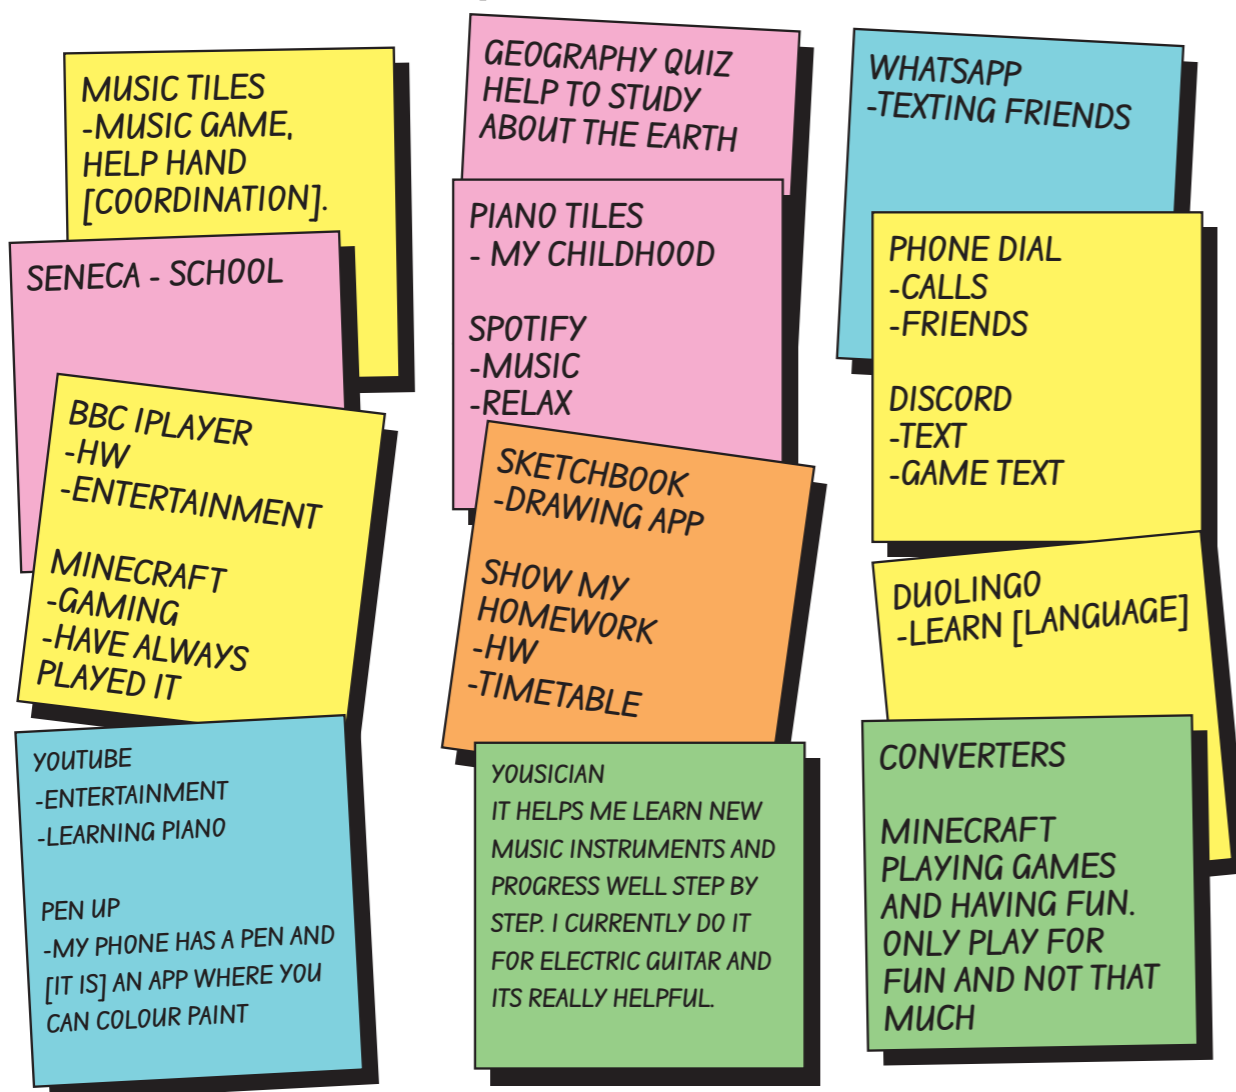 MUSIC TILES
-MUSIC GAME,
HELP HAND
[COORDINATION].
SENECA - SCHOOL
BBC IPLAYER
-HW
-ENTERTAINMENT
MINECRAFT
-GAMING
-HAVE ALWAYS
PLAYED IT
YOUTUBE
-ENTERTAINMENT
-LEARNING PIANO
PEN UP
-MY PHONE HAS A PEN AND
[IT IS] AN APP WHERE YOU
CAN COLOUR PAINT
GEOGRAPHY QUIZ
HELP TO STUDY
ABOUT THE EARTH
PIANO TILES
- MY CHILDHOOD
SPOTIFY
-MUSIC
-RELAX
SKETCHBOOK
-DRAWING APP
SHOW MY
HOMEWORK
-HW
-TIMETABLE
YOUSICIAN
IT HELPS ME LEARN NEW
MUSIC INSTRUMENTS AND
PROGRESS WELL STEP BY
STEP. I CURRENTLY DO IT
FOR ELECTRIC GUITAR AND
ITS REALLY HELPFUL.
WHATSAPP
-TEXTING FRIENDS
PHONE DIAL
-CALLS
-FRIENDS
DISCORD
-TEXT
-GAME TEXT
DUOLINGO
-LEARN [LANGUAGE]
CONVERTERS
MINECRAFT
PLAYING GAMES
AND HAVING FUN.
ONLY PLAY FOR
FUN AND NOT THAT
MUCH